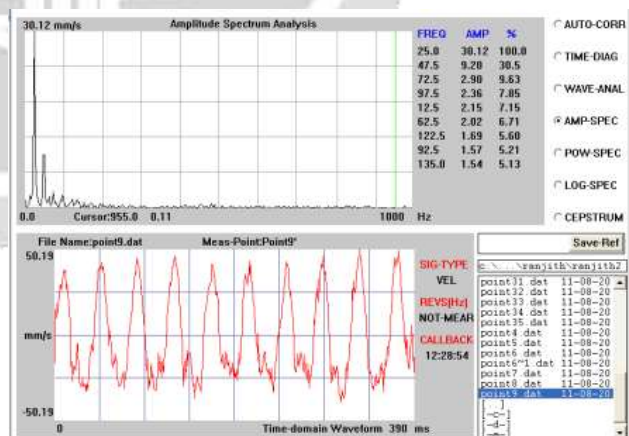 30.12 mm/s Amplitude Spectrum Analysis
FREQ AMP %
25.0 30.12 100.0
47.5 9.20 30.5
72.5 2.90 9.63
97.5 2.36 7.85
12.5 2.15 7.15
62.5 2.02 6.71
122.5 1.69 5.60
92.5 1.57 5.21
135.0 1.54 5.13
0.0 Cursor:955.0 0.11 1000 Hz
AUTO-CORR
TIME-DIAG
WAVE-ANAL
AMP-SPEC
POW-SPEC
LOG-SPEC
CEPSTRUM
File Name:point9.dat Meas-Point:Point9'
50.19
mm/s
-50.19
0 Time-domain Waveform 390 ms
SIG-TYPE
VEL
REVS(Hz)
NOT-MEAR
CALLBACK
12:28:54
Save-Ref
c:\...\ranjith\ranjith2
point31.dat 11-08-20
point32.dat 11-08-20
point33.dat 11-08-20
point34.dat 11-08-20
point35.dat 11-08-20
point4.dat 11-08-20
point5.dat 11-08-20
point6.dat 11-08-20
point6~1.dat 11-08-20
point7.dat 11-08-20
point8.dat 11-08-20
point9.dat 11-08-20
[..]
[-c-]
[-d-]